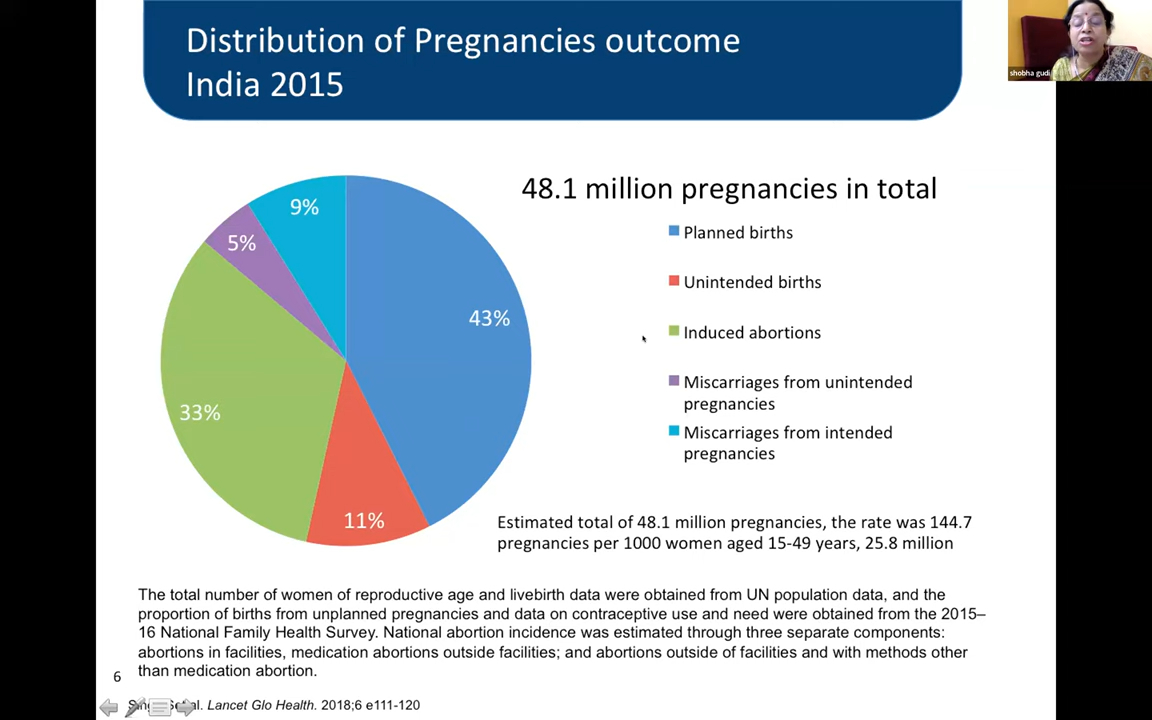 Distribution of Pregnancies outcome
India 2015
shobha gudi
48.1 million pregnancies in total
9%
5%
43%
33%
11%
Planned births
Unintended births
Induced abortions
Miscarriages from unintended
pregnancies
Miscarriages from intended
pregnancies
Estimated total of 48.1 million pregnancies, the rate was 144.7
pregnancies per 1000 women aged 15-49 years, 25.8 million
The total number of women of reproductive age and livebirth data were obtained from UN population data, and the
proportion of births from unplanned pregnancies and data on contraceptive use and need were obtained from the 2015–
16 National Family Health Survey. National abortion incidence was estimated through three separate components:
abortions in facilities, medication abortions outside facilities; and abortions outside of facilities and with methods other
than medication abortion.
6
Lancet Glo Health. 2018;6 e111-120